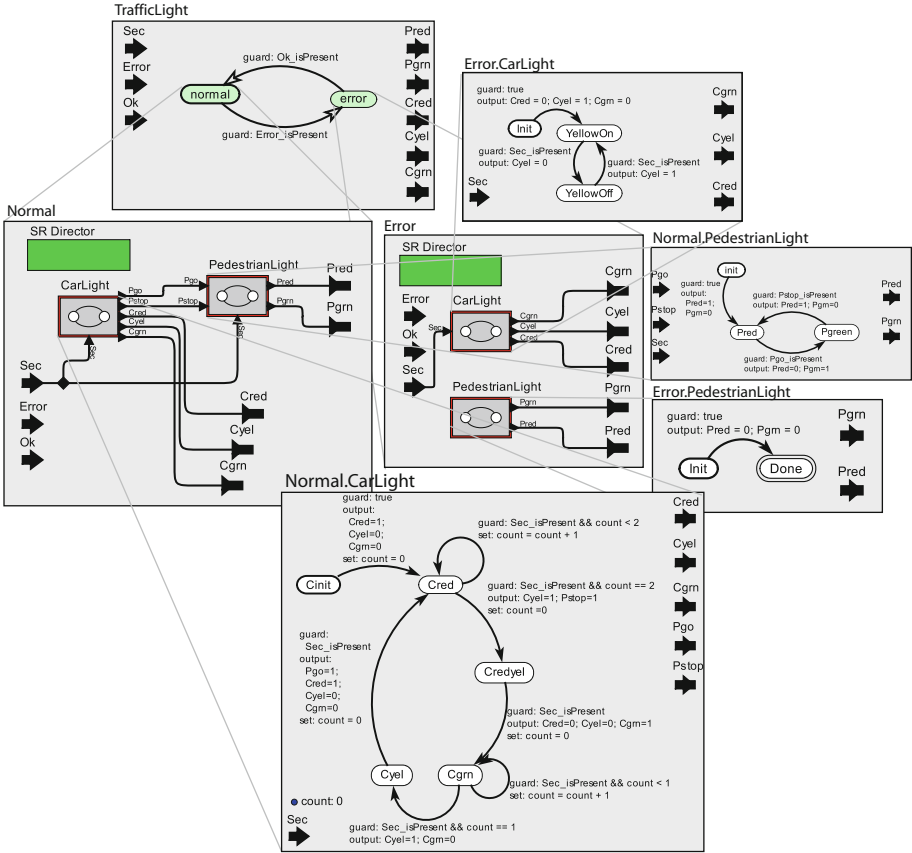 TrafficLight
Sec
Error
Ok
guard: Ok_isPresent
normal
error
guard: Error_isPresent
Pred
Pgrn
Cred
Cyel
Cgrn
Error.CarLight
guard: true
output: Cred = 0; Cyel = 1; Cgrn = 0
Init
YellowOn
guard: Sec_isPresent
output: Cyel = 0
guard: Sec_isPresent
output: Cyel = 1
YellowOff
Sec
Cgrn
Cyel
Cred
Normal
SR Director
CarLight
Pgo
Pstop
Cred
Cyel
Cgrn
Sec
PedestrianLight
Pgo
Pstop
Sec
Pred
Pgrn
Pred
Pgrn
Sec
Error
Ok
Cred
Cyel
Cgrn
Error
SR Director
Error
Ok
Sec
CarLight
Sec
Cgrn
Cyel
Cred
PedestrianLight
Pgrn
Pred
Cgrn
Cyel
Cred
Pgrn
Pred
Normal.PedestrianLight
Pgo
Pstop
Sec
init
guard: true
output:
Pred=1;
Pgrn=0
guard: Pstop_isPresent
output: Pred=1; Pgrn=0
Pred
Pgreen
guard: Pgo_isPresent
output: Pred=0; Pgrn=1
Pred
Pgrn
Error.PedestrianLight
guard: true
output: Pred = 0; Pgrn = 0
Init
Done
Pgrn
Pred
Normal.CarLight
guard: true
output:
Cred=1;
Cyel=0;
Cgrn=0
set: count = 0
Cinit
Cred
guard: Sec_isPresent && count < 2
set: count = count + 1
guard: Sec_isPresent && count == 2
output: Cyel=1; Pstop=1
set: count =0
guard:
Sec_isPresent
output:
Pgo=1;
Cred=1;
Cyel=0;
Cgrn=0
set: count = 0
Credyel
guard: Sec_isPresent
output: Cred=0; Cyel=0; Cgrn=1
set: count = 0
Cyel
Cgrn
guard: Sec_isPresent && count < 1
set: count = count + 1
count: 0
Sec
guard: Sec_isPresent && count == 1
output: Cyel=1; Cgrn=0
Cred
Cyel
Cgrn
Pgo
Pstop